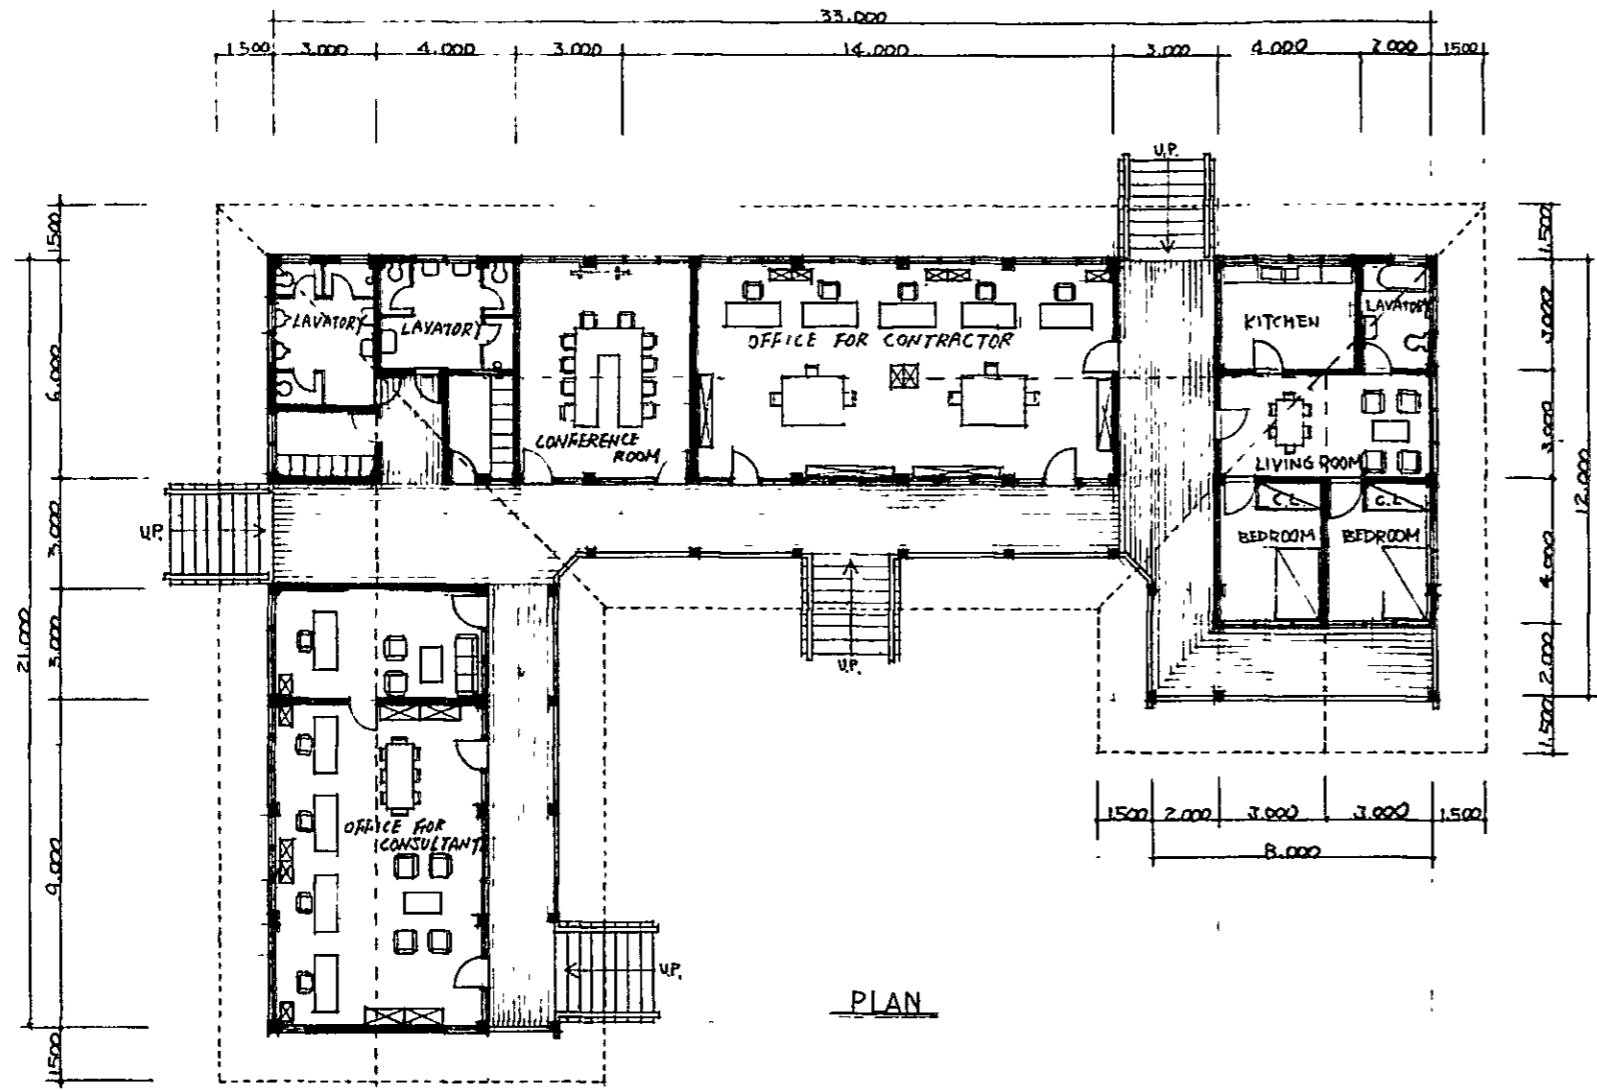 33.000
1.500 3.000 4.000 3.000 14.000 3.000 4.000 2.000 1.500
U.P.
1.500
1.500
LAVATORY
LAVATORY
LAVATORY
KITCHEN
OFFICE FOR CONTRACTOR
6.000
3.000
CONFERENCE
ROOM
LIVING ROOM
3.000
12.000
C.L
C.L
U.P.
3.000
BEDROOM
BEDROOM
4.000
21.000
3.000
U.P.
2.000
1.500
1.500 2.000 3.000 3.000 1.500
OFFICE FOR
CONSULTANT
8.000
9.000
U.P.
PLAN
1.500